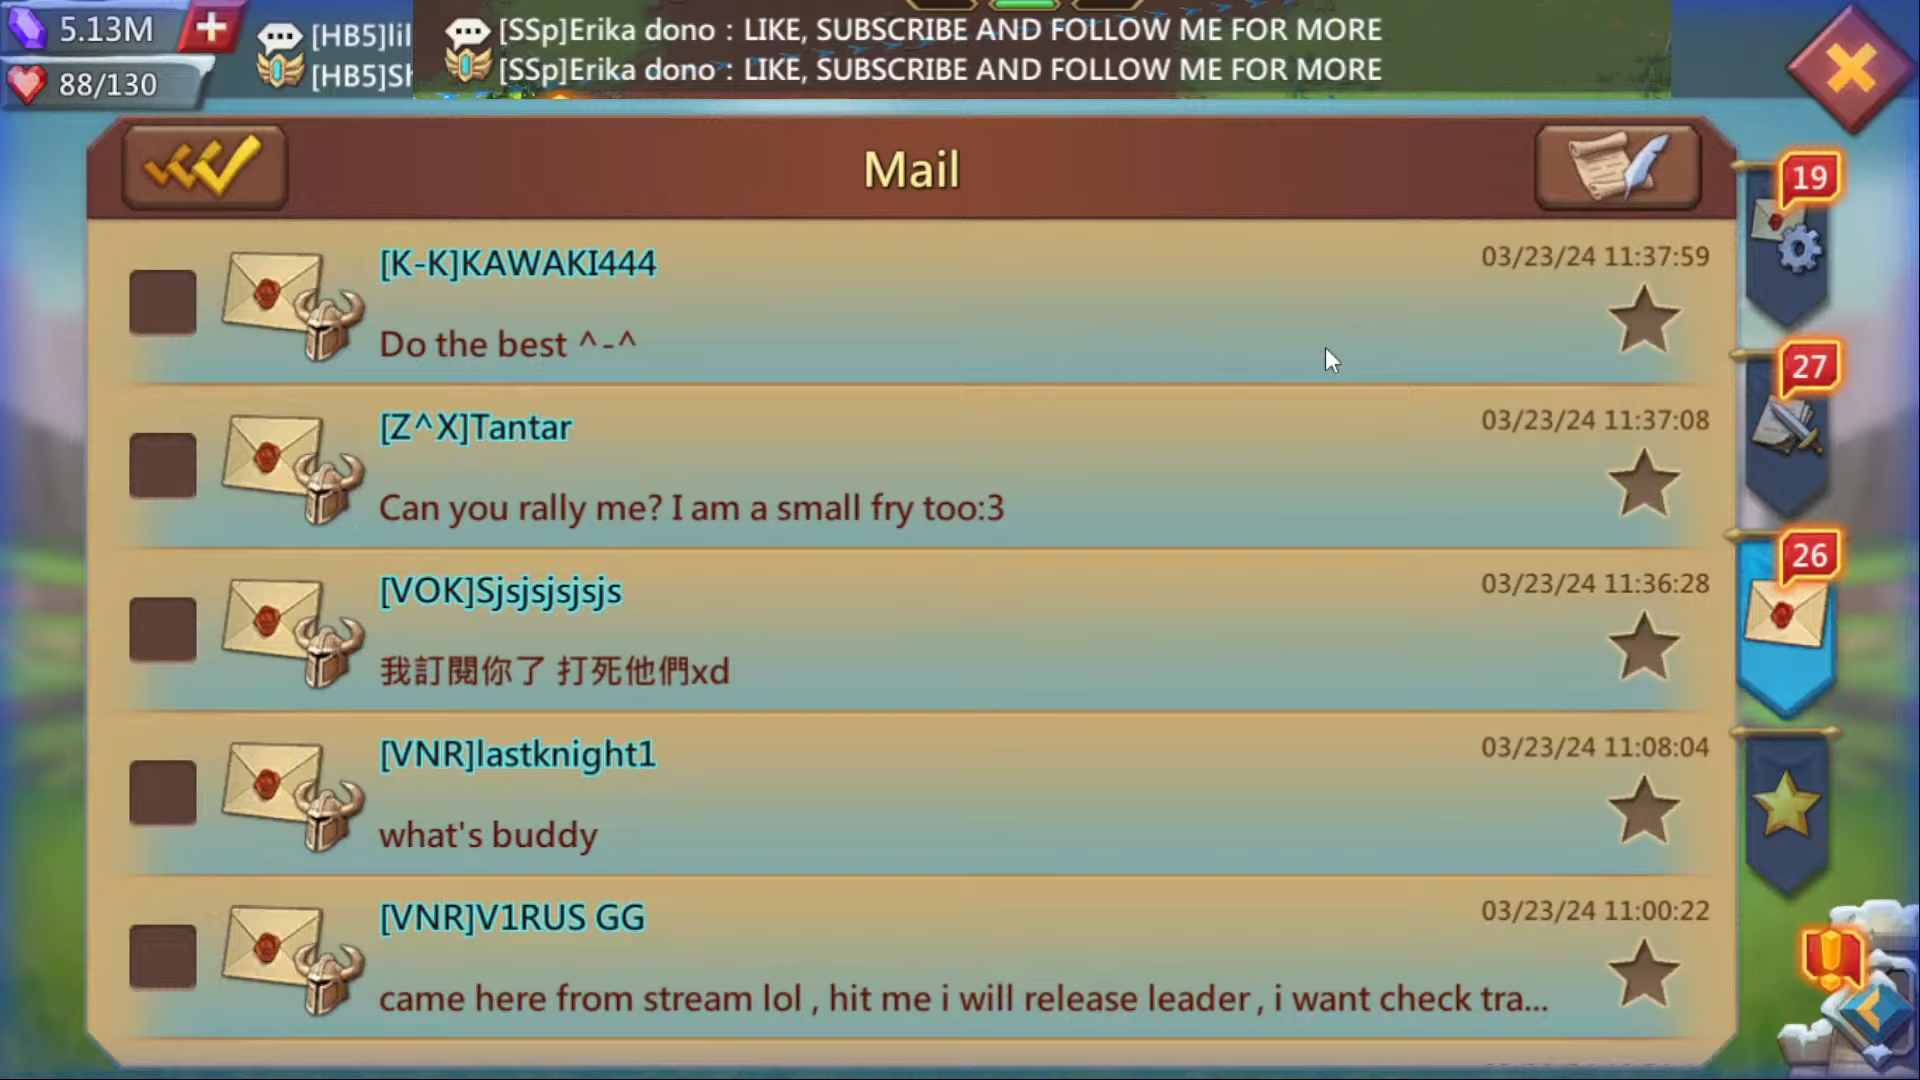 5.13M
88/130
[HB5]lil
[HB5]Sh
[SSp]Erika dono : LIKE, SUBSCRIBE AND FOLLOW ME FOR MORE
[SSp]Erika dono : LIKE, SUBSCRIBE AND FOLLOW ME FOR MORE
Mail
19
[K-K]KAWAKI444
03/23/24 11:37:59
Do the best ^-^
27
[Z^X]Tantar
03/23/24 11:37:08
Can you rally me? I am a small fry too:3
26
[VOK]Sjsjsjsjsjs
03/23/24 11:36:28
我訂閱你了 打死他們xd
[VNR]lastknight1
03/23/24 11:08:04
what's buddy
[VNR]V1RUS GG
03/23/24 11:00:22
came here from stream lol , hit me i will release leader , i want check tra...